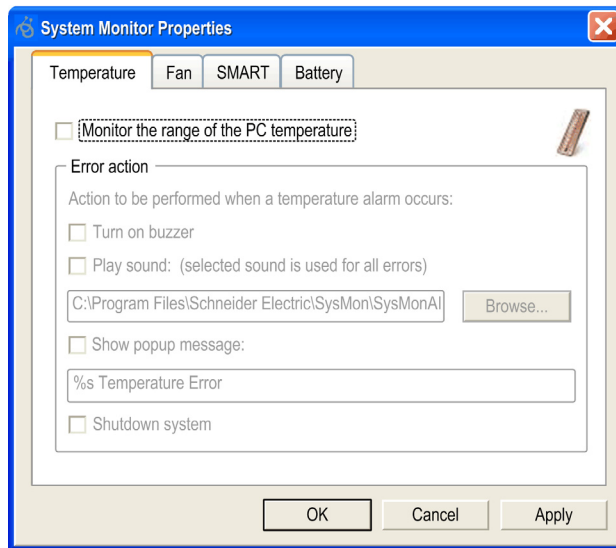 System Monitor Properties
Temperature Fan SMART Battery
Monitor the range of the PC temperature
Error action
Action to be performed when a temperature alarm occurs:
Turn on buzzer
Play sound: (selected sound is used for all errors)
C:\Program Files\Schneider Electric\SysMon\SysMonAl Browse...
Show popup message:
%s Temperature Error
Shutdown system
OK Cancel Apply